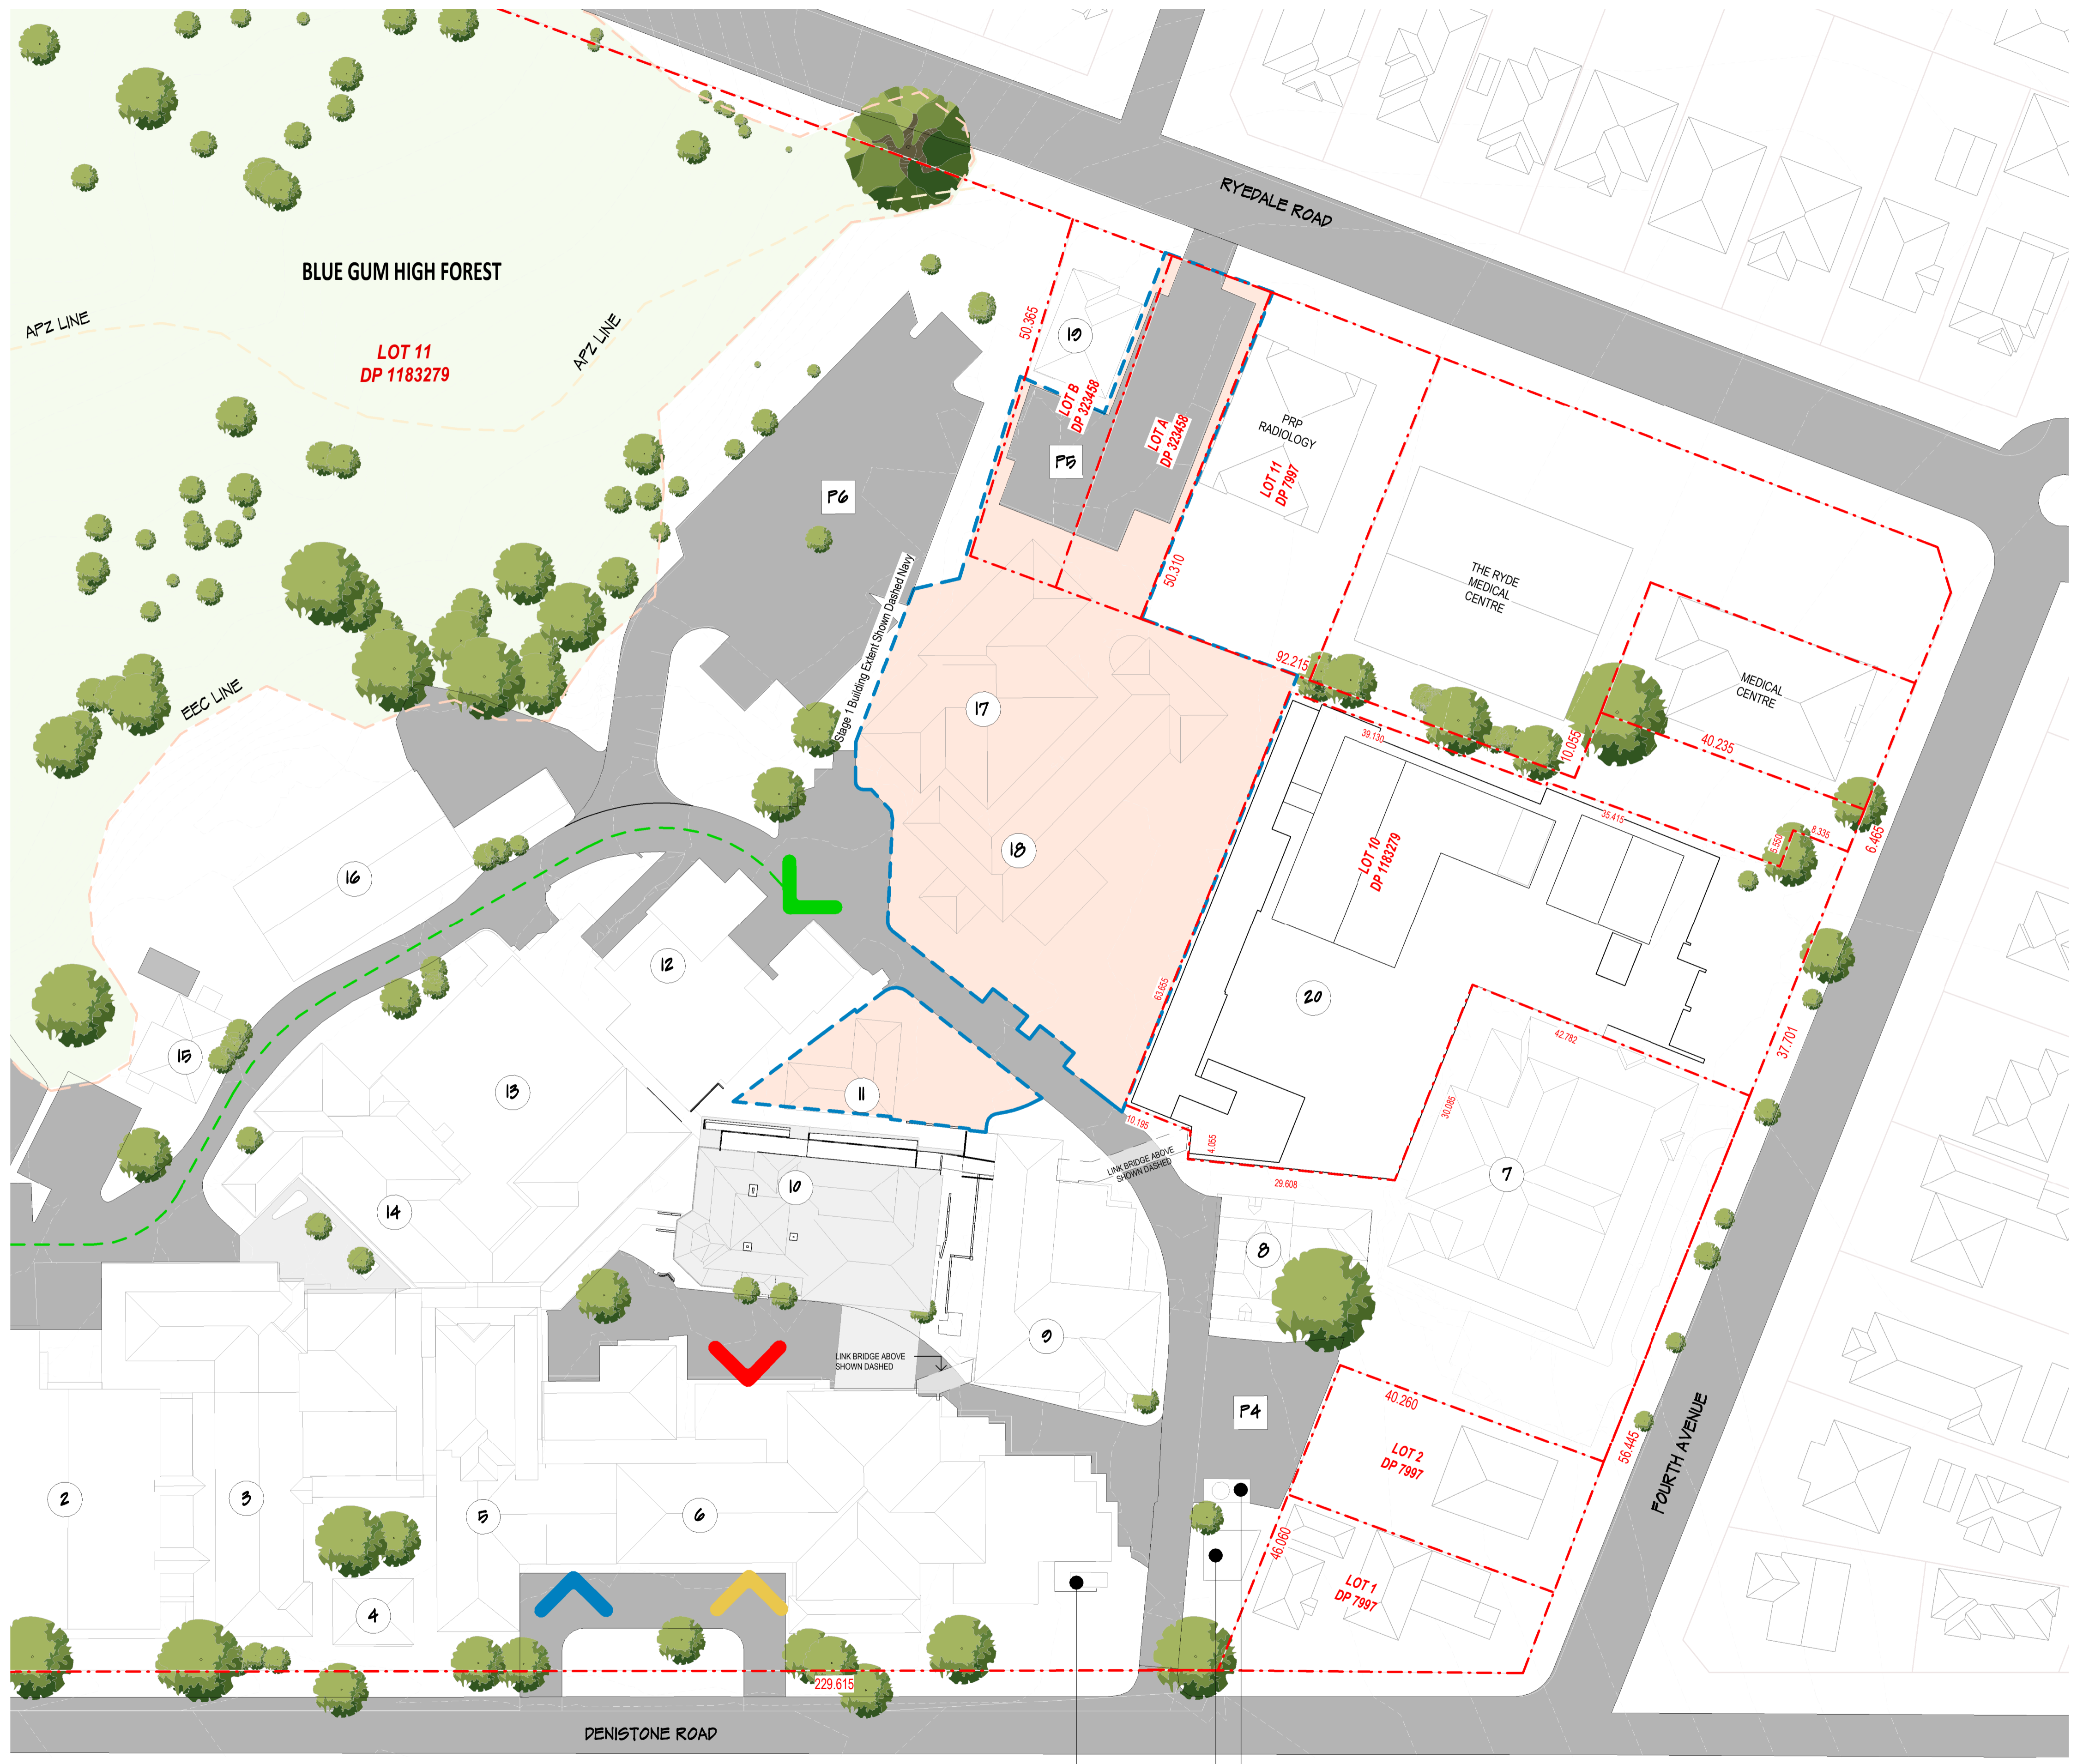 RYEDALE ROAD
BLUE GUM HIGH FOREST
APZ LINE
APZ LINE
LOT 11
DP 1183279
50.365
19
LOT B
DP 323458
LOT A
DP 323458
PRP
RADIOLOGY
LOT 11
DP 7997
P5
P6
50.310
THE RYDE
MEDICAL
CENTRE
Stage 1 Building Extent Shown Dashed Navy
EEC LINE
92.215
MEDICAL
CENTRE
17
39.130
10.055
40.235
35.415
5.550
8.335
6.465
18
LOT 10
DP 1183279
16
12
63.655
20
15
13
11
42.782
37.701
10.195
4.055
30.085
LINK BRIDGE ABOVE
SHOWN DASHED
29.608
7
10
14
8
9
LINK BRIDGE ABOVE
SHOWN DASHED
P4
40.260
LOT 2
DP 7997
56.445
FOURTH AVENUE
2
3
5
6
46.060
LOT 1
DP 7997
4
229.615
DENISTONE ROAD